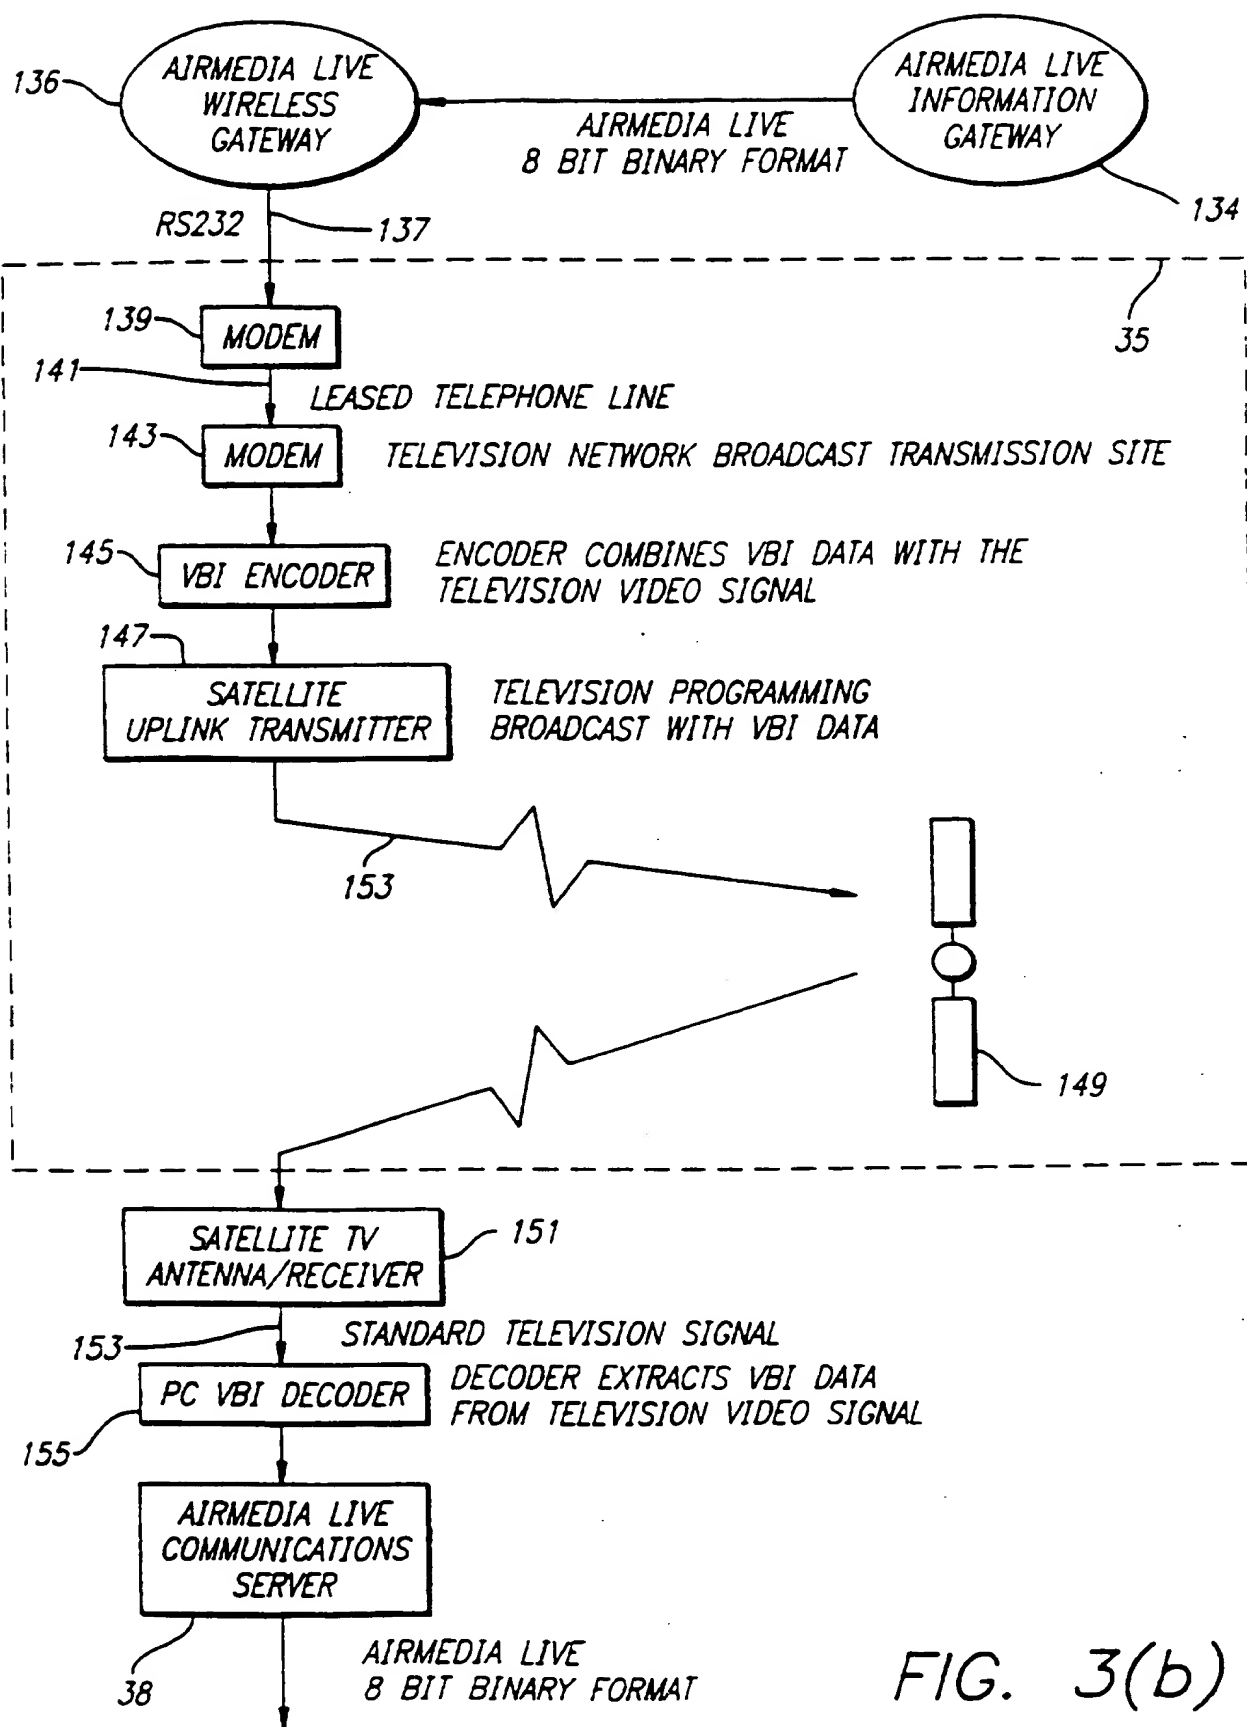 136
AIRMEDIA LIVE
WIRELESS
GATEWAY
AIRMEDIA LIVE
INFORMATION
GATEWAY
AIRMEDIA LIVE
8 BIT BINARY FORMAT
134
RS232
137
35
139
MODEM
141
LEASED TELEPHONE LINE
143
MODEM
TELEVISION NETWORK BROADCAST TRANSMISSION SITE
145
VBI ENCODER
ENCODER COMBINES VBI DATA WITH THE
TELEVISION VIDEO SIGNAL
147
SATELLITE
UPLINK TRANSMITTER
TELEVISION PROGRAMMING
BROADCAST WITH VBI DATA
153
149
SATELLITE TV
ANTENNA/RECEIVER
151
153
STANDARD TELEVISION SIGNAL
PC VBI DECODER
DECODER EXTRACTS VBI DATA
FROM TELEVISION VIDEO SIGNAL
155
AIRMEDIA LIVE
COMMUNICATIONS
SERVER
38
AIRMEDIA LIVE
8 BIT BINARY FORMAT
FIG. 3(b)